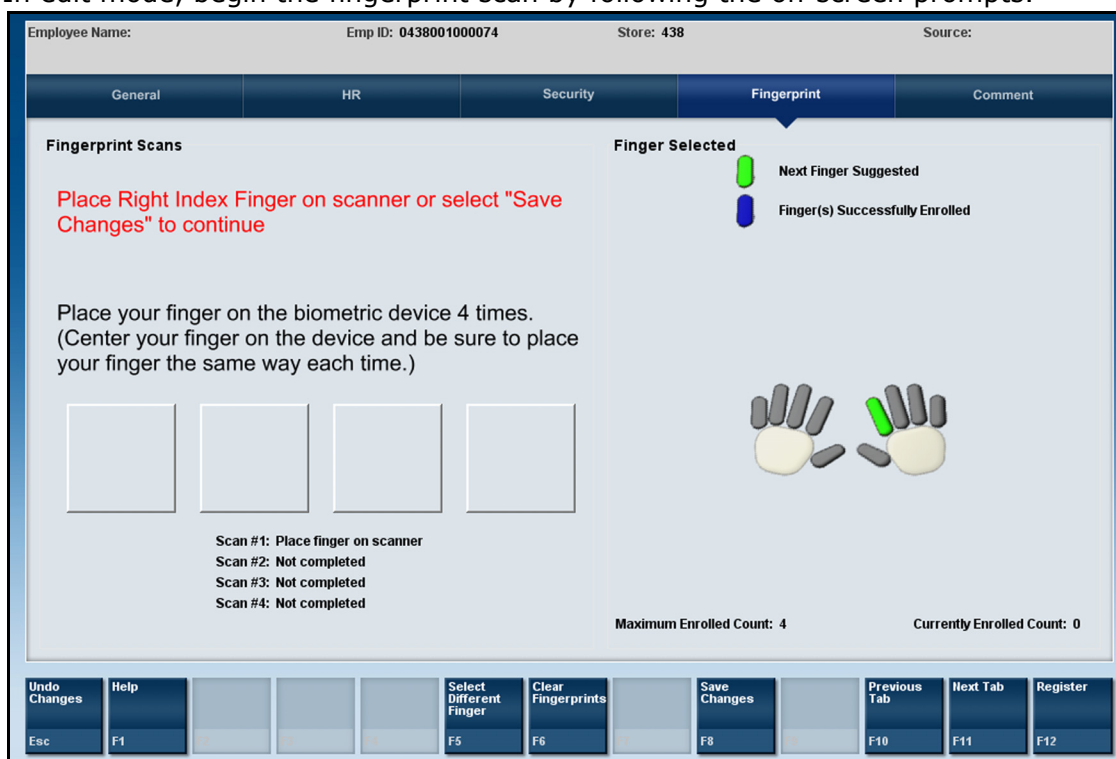 In edit mode, begin the fingerprint scan by following the on-screen prompts.
Employee Name: Emp ID: 0438001000074 Store: 438 Source:
General HR Security Fingerprint Comment
Fingerprint Scans
Place Right Index Finger on scanner or select "Save
Changes" to continue
Place your finger on the biometric device 4 times.
(Center your finger on the device and be sure to place
your finger the same way each time.)
Scan #1: Place finger on scanner
Scan #2: Not completed
Scan #3: Not completed
Scan #4: Not completed
Finger Selected
Next Finger Suggested
Finger(s) Successfully Enrolled
Maximum Enrolled Count: 4 Currently Enrolled Count: 0
Undo
Changes
Esc
Help
F1
Select
Different
Finger
F5
Clear
Fingerprints
F6
Save
Changes
F8
Previous
Tab
F10
Next Tab
F11
Register
F12